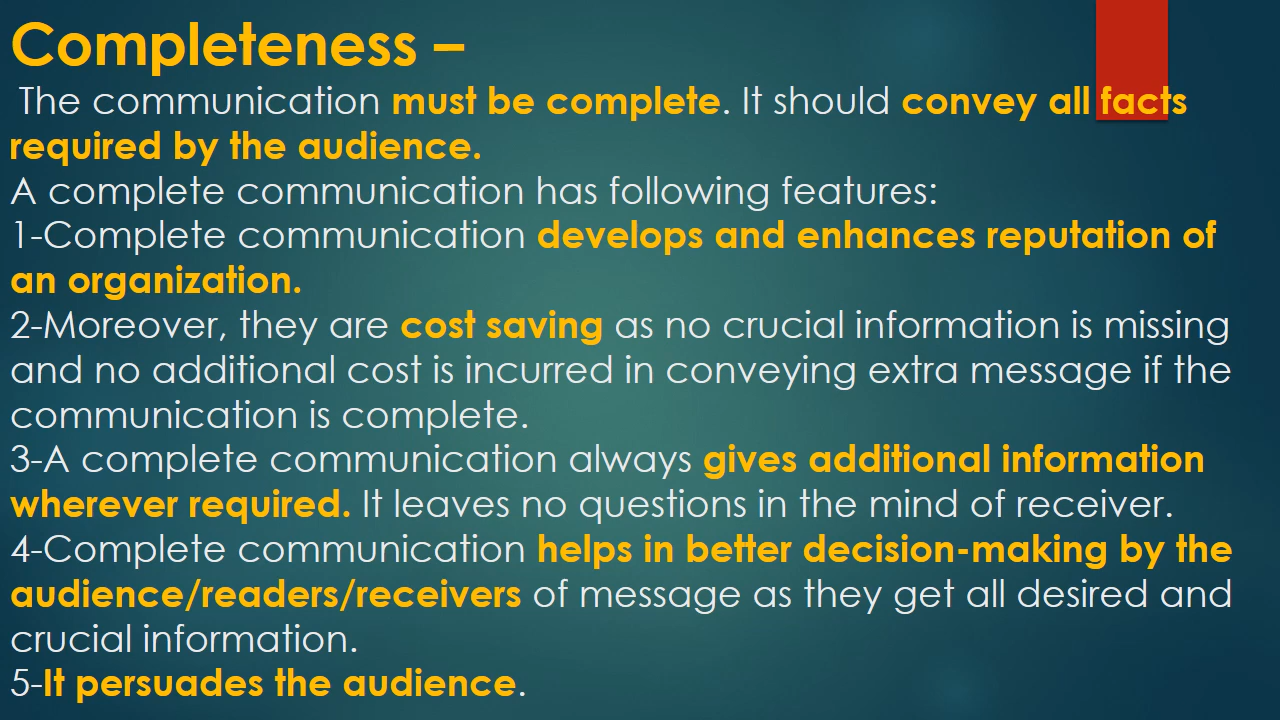 Completeness –
The communication must be complete. It should convey all facts
required by the audience.
A complete communication has following features:
1-Complete communication develops and enhances reputation of
an organization.
2-Moreover, they are cost saving as no crucial information is missing
and no additional cost is incurred in conveying extra message if the
communication is complete.
3-A complete communication always gives additional information
wherever required. It leaves no questions in the mind of receiver.
4-Complete communication helps in better decision-making by the
audience/readers/receivers of message as they get all desired and
crucial information.
5-It persuades the audience.